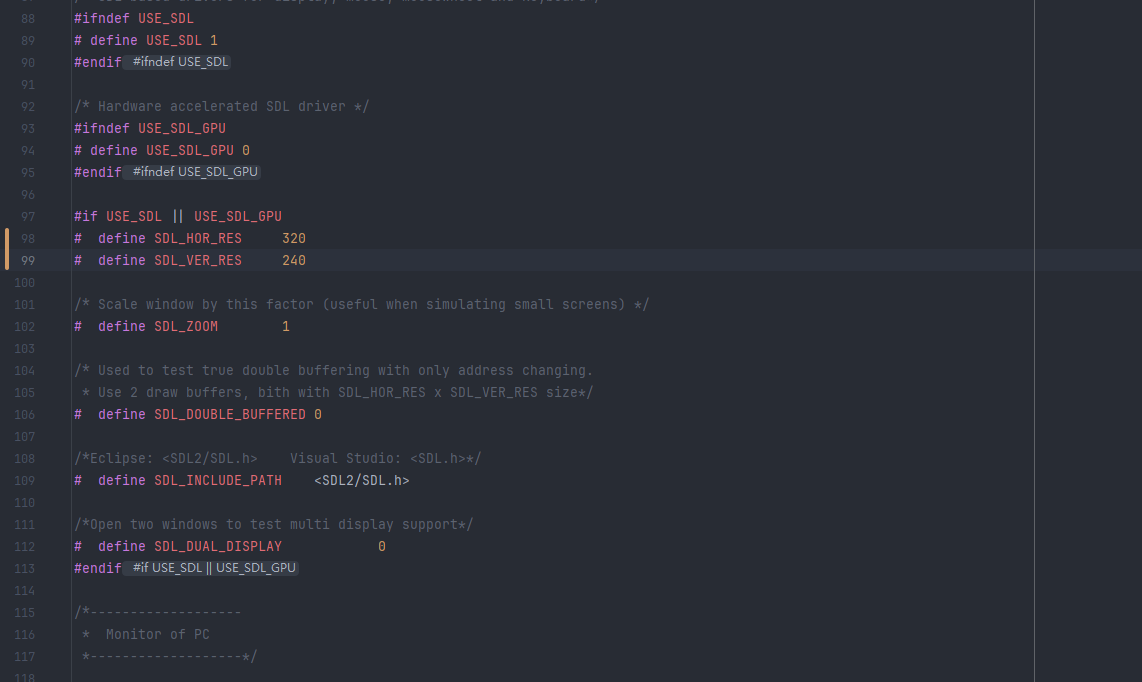 88 #ifndef USE_SDL
89 # define USE_SDL 1
90 #endif #ifndef USE_SDL
91
92 /* Hardware accelerated SDL driver */
93 #ifndef USE_SDL_GPU
94 # define USE_SDL_GPU 0
95 #endif #ifndef USE_SDL_GPU
96
97 #if USE_SDL || USE_SDL_GPU
98 #  define SDL_HOR_RES     320
99 #  define SDL_VER_RES     240
100
101 /* Scale window by this factor (useful when simulating small screens) */
102 #  define SDL_ZOOM        1
103
104 /* Used to test true double buffering with only address changing.
105  * Use 2 draw buffers, bith with SDL_HOR_RES x SDL_VER_RES size*/
106 #  define SDL_DOUBLE_BUFFERED 0
107
108 /*Eclipse: <SDL2/SDL.h>    Visual Studio: <SDL.h>*/
109 #  define SDL_INCLUDE_PATH    <SDL2/SDL.h>
110
111 /*Open two windows to test multi display support*/
112 #  define SDL_DUAL_DISPLAY            0
113 #endif #if USE_SDL || USE_SDL_GPU
114
115 /*-------------------
116  *  Monitor of PC
117  *-------------------*/
118